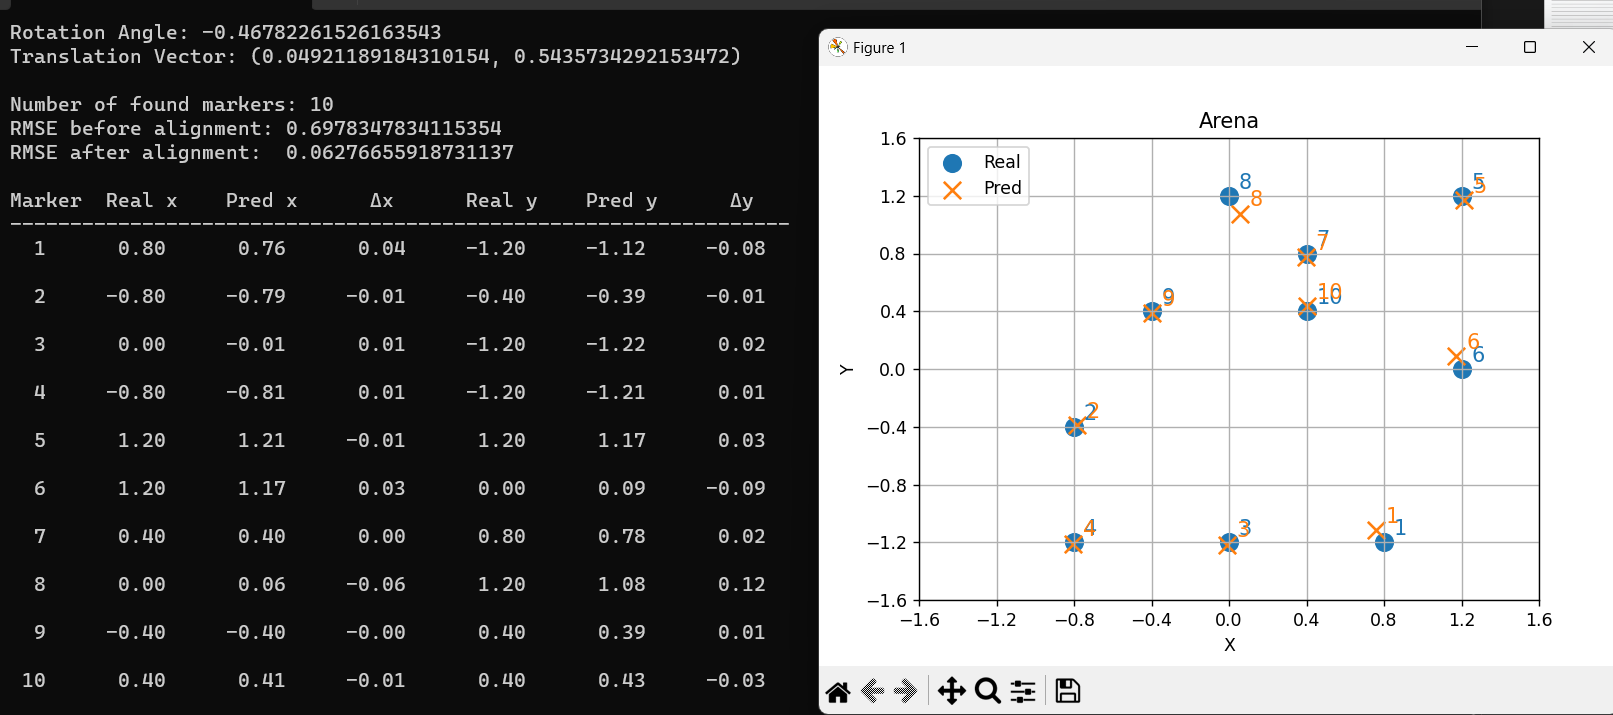 Rotation Angle: -0.46782261526163543
Translation Vector: (0.04921189184310154, 0.5435734292153472)
Number of found markers: 10
RMSE before alignment: 0.6978347834115354
RMSE after alignment:  0.06276655918731137
Marker  Real x    Pred x      Δx     Real y    Pred y      Δy
-----------------------------------------------------------------
1      0.80      0.76      0.04     -1.20     -1.12     -0.08
2     -0.80     -0.79     -0.01     -0.40     -0.39     -0.01
3      0.00     -0.01      0.01     -1.20     -1.22      0.02
4     -0.80     -0.81      0.01     -1.20     -1.21      0.01
5      1.20      1.21     -0.01      1.20      1.17      0.03
6      1.20      1.17      0.03      0.00      0.09     -0.09
7      0.40      0.40      0.00      0.80      0.78      0.02
8      0.00      0.06     -0.06      1.20      1.08      0.12
9     -0.40     -0.40     -0.00      0.40      0.39      0.01
10      0.40      0.41     -0.01      0.40      0.43     -0.03
Figure 1
Arena
Real
Pred
1.6
1.2
0.8
0.4
0.0
−0.4
−0.8
−1.2
−1.6
Y
8
8
5
5
7
7
9
9
10
10
6
6
2
2
4
4
3
3
1
1
−1.6 −1.2 −0.8 −0.4 0.0 0.4 0.8 1.2 1.6
X